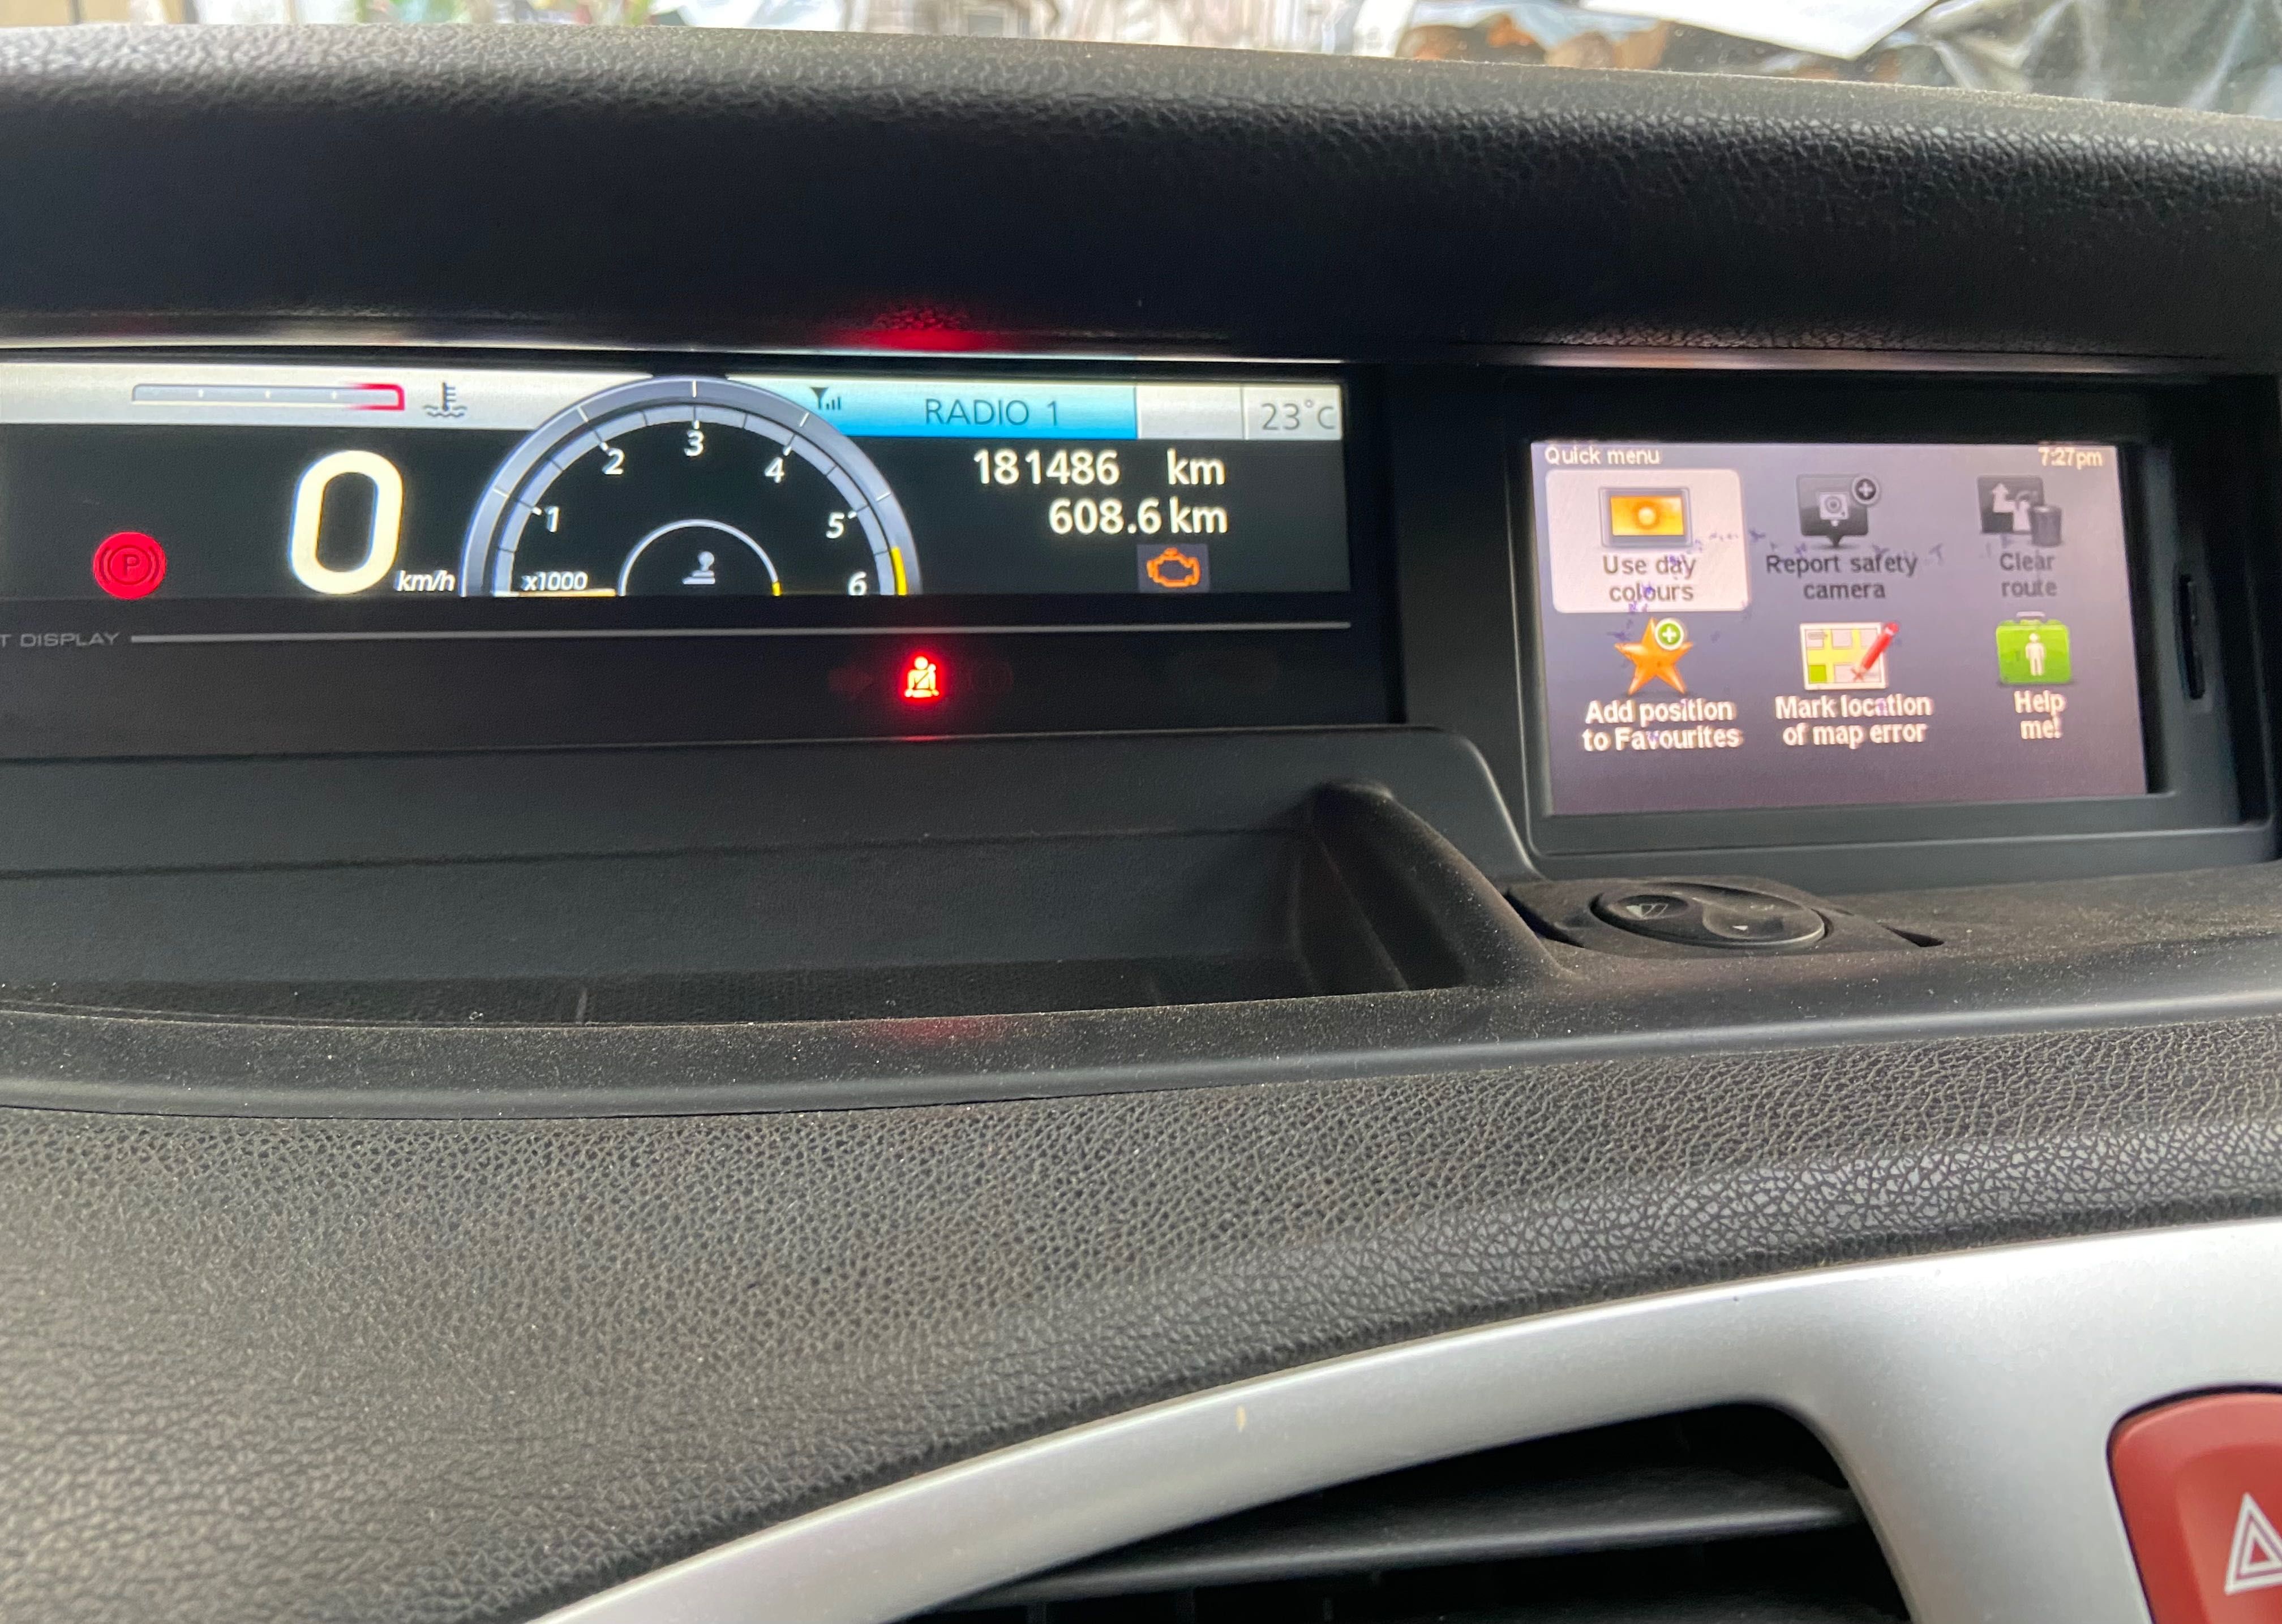 RADIO 1
23°C
181486 km
608.6 km
0 km/h
x1000
1
2
3
4
5
6
P
T DISPLAY
Quick menu
7:27pm
Use day
colours
Report safety
camera
Clear
route
Add position
to Favourites
Mark location
of map error
Help
me!